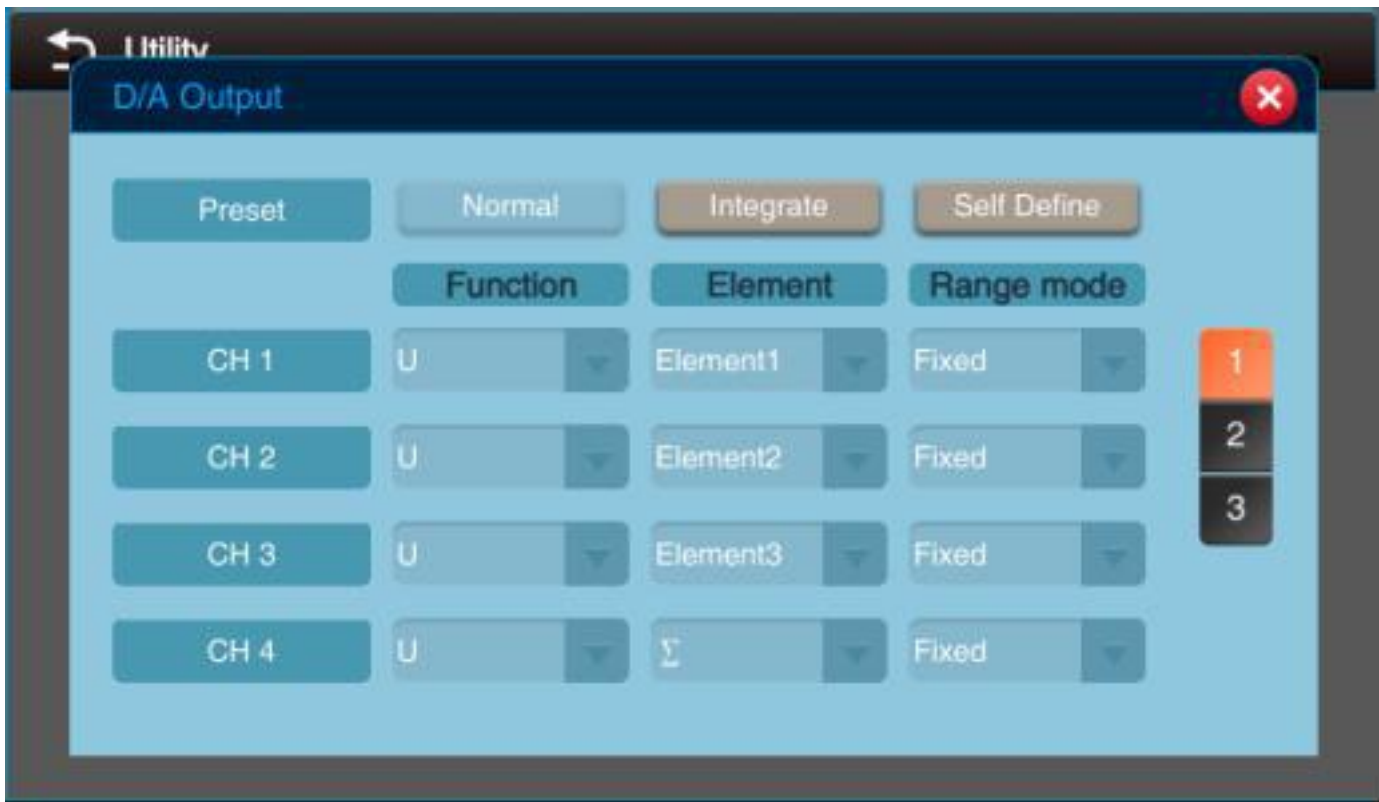 Utility
D/A Output
Preset Normal Integrate Self Define
Function Element Range mode
CH 1 U Element1 Fixed 1
CH 2 U Element2 Fixed 2
CH 3 U Element3 Fixed 3
CH 4 U Σ Fixed